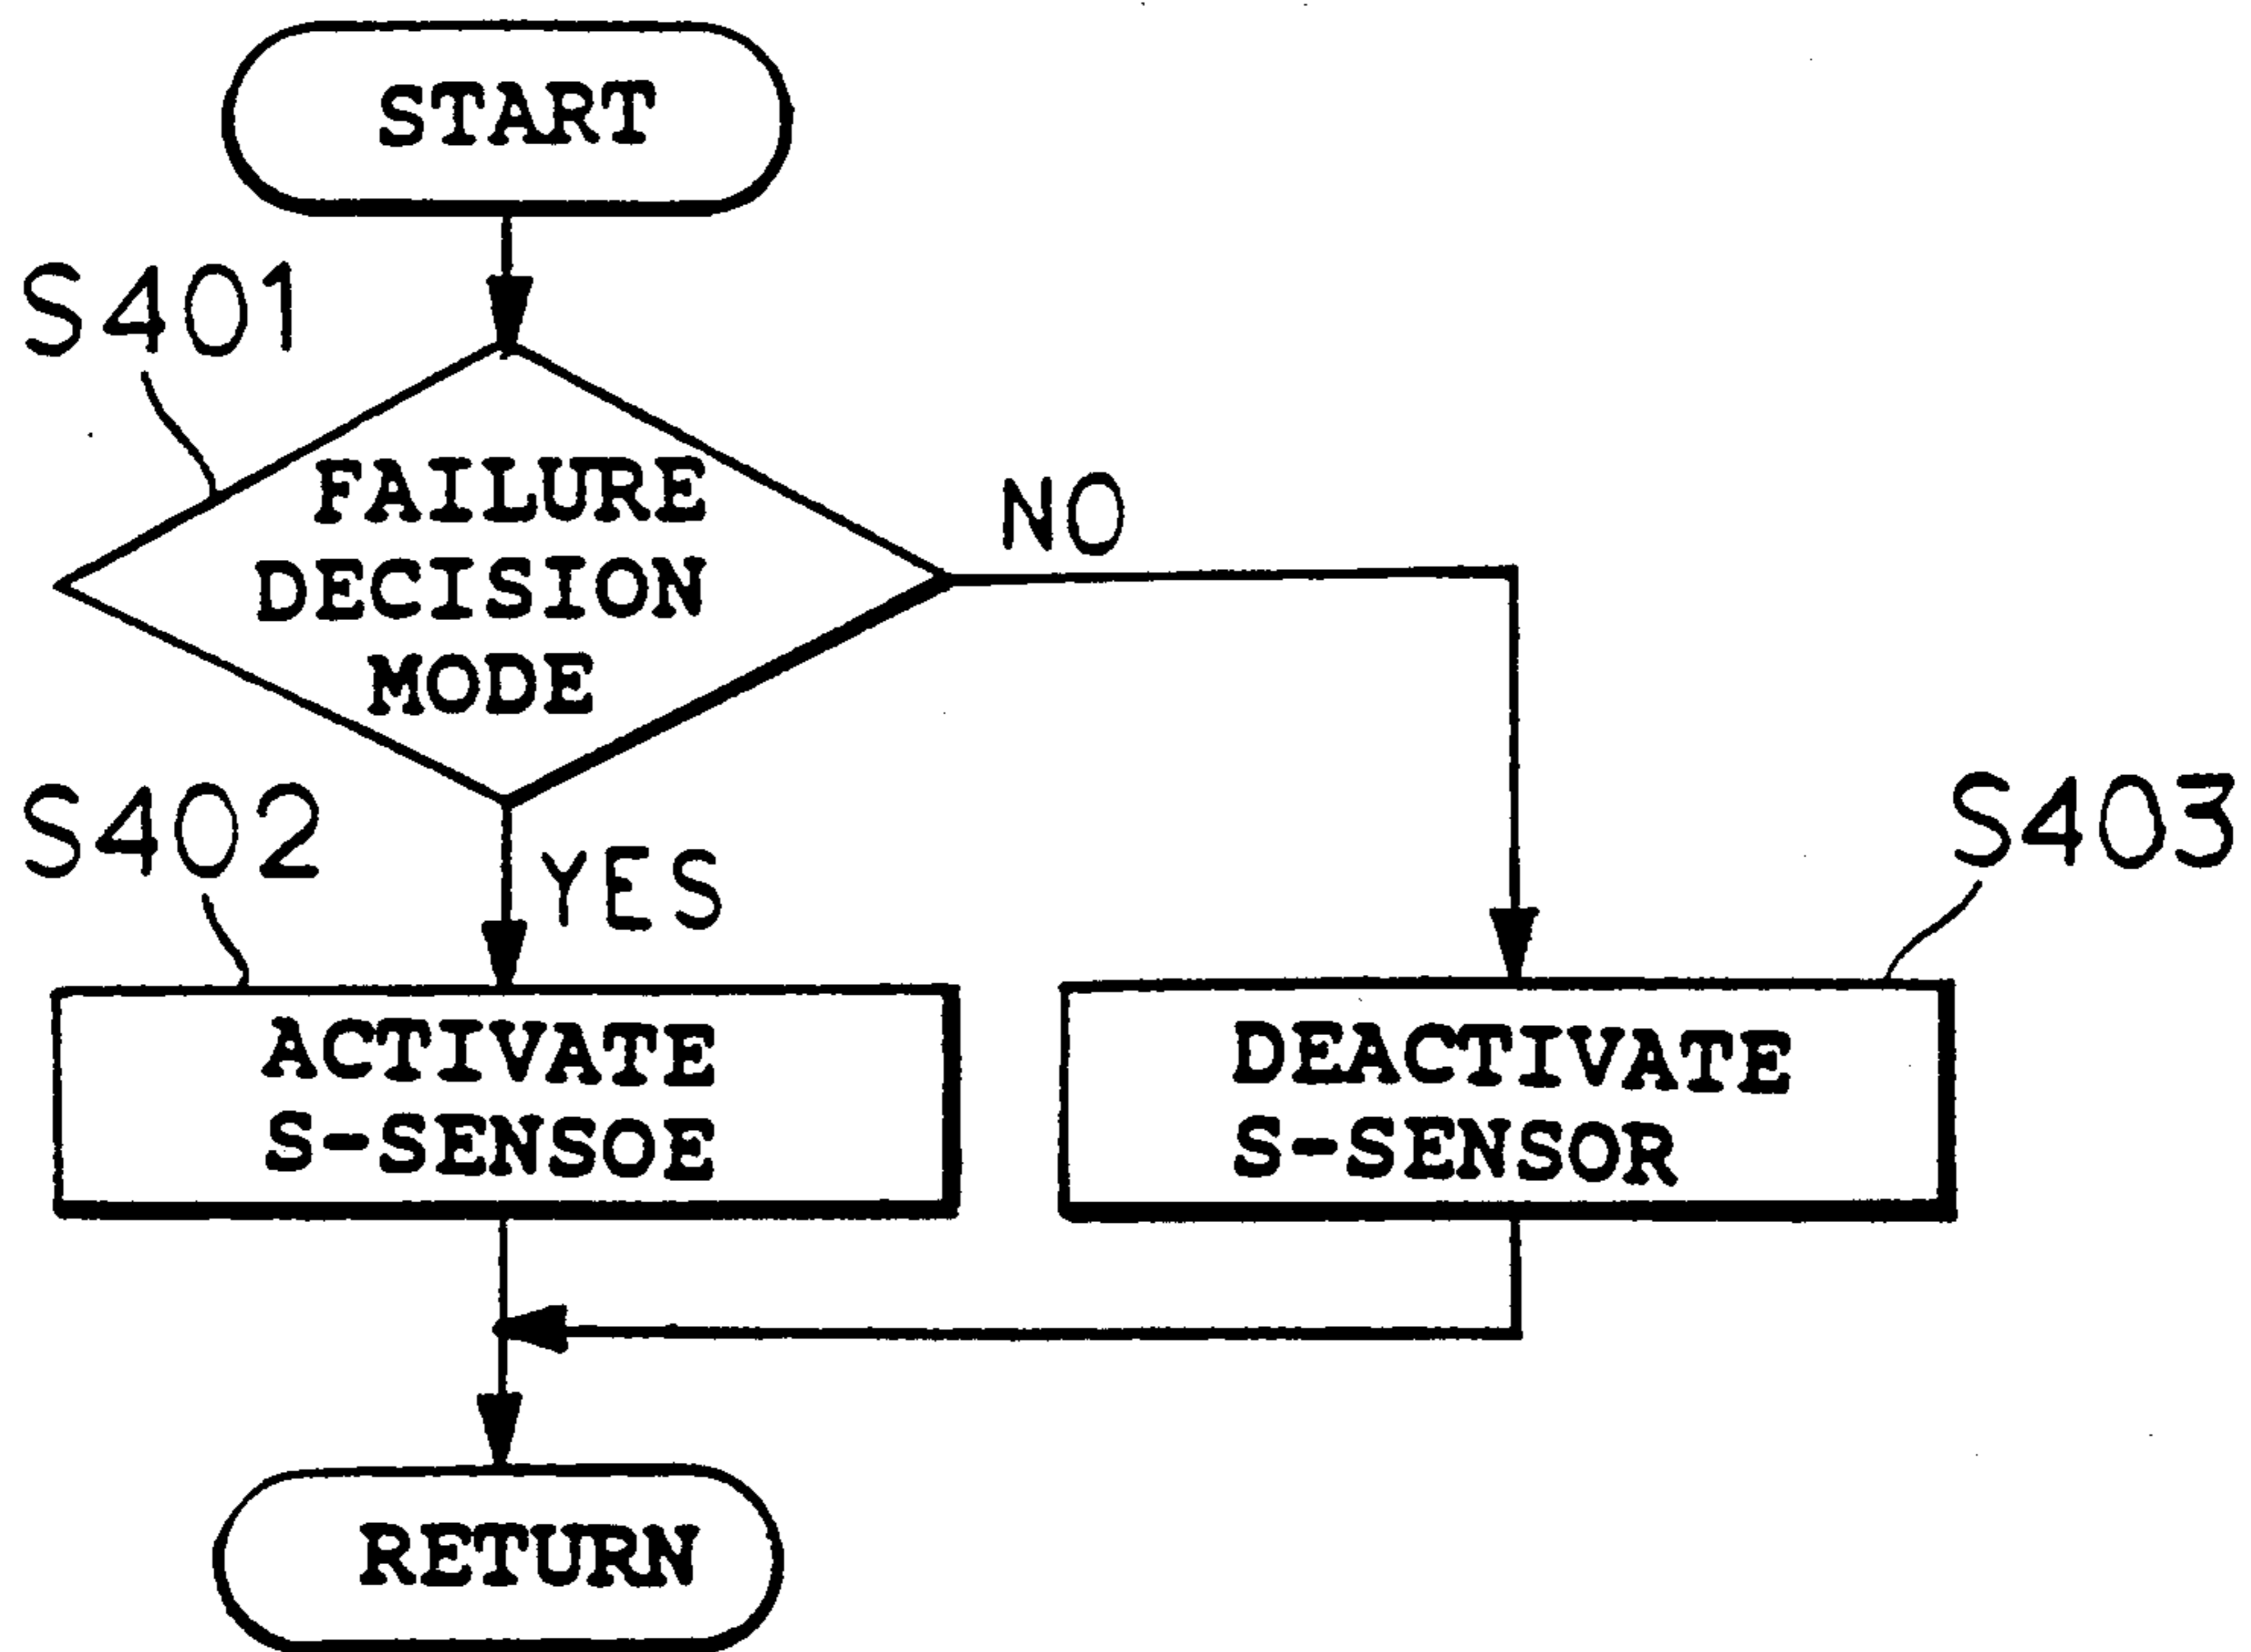 START
S401
FAILURE
DECISION
MODE
NO
S402
YES
S403
ACTIVATE
S-SENSOE
DEACTIVATE
S-SENSOR
RETURN